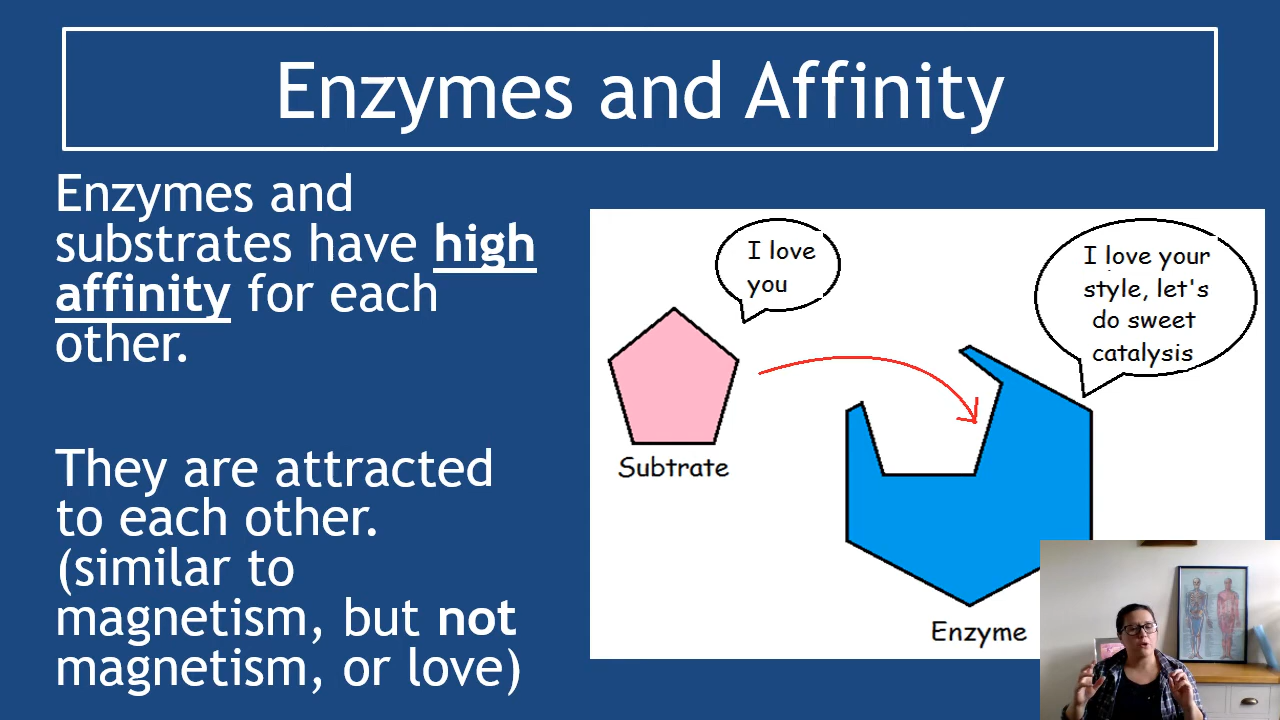 Enzymes and Affinity
Enzymes and
substrates have high
affinity for each
other.
They are attracted
to each other.
(similar to
magnetism, but not
magnetism, or love)
I love
you
I love your
style, let's
do sweet
catalysis
Subtrate
Enzyme